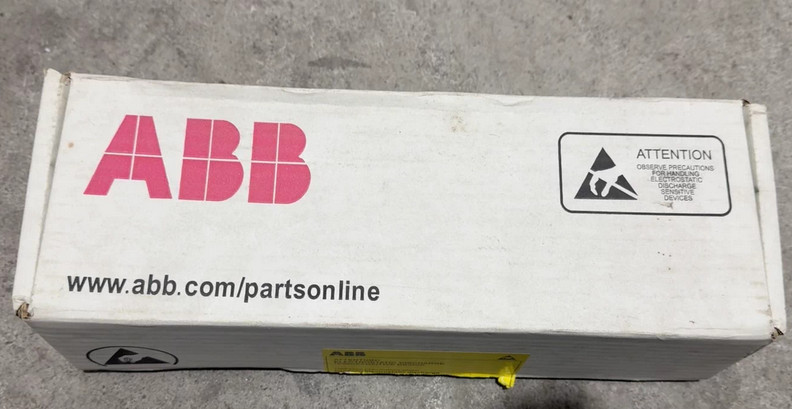 ABB
ATTENTION
OBSERVE PRECAUTIONS
FOR HANDLING
ELECTROSTATIC
DISCHARGE
SENSITIVE
DEVICES
www.abb.com/partsonline
ABB